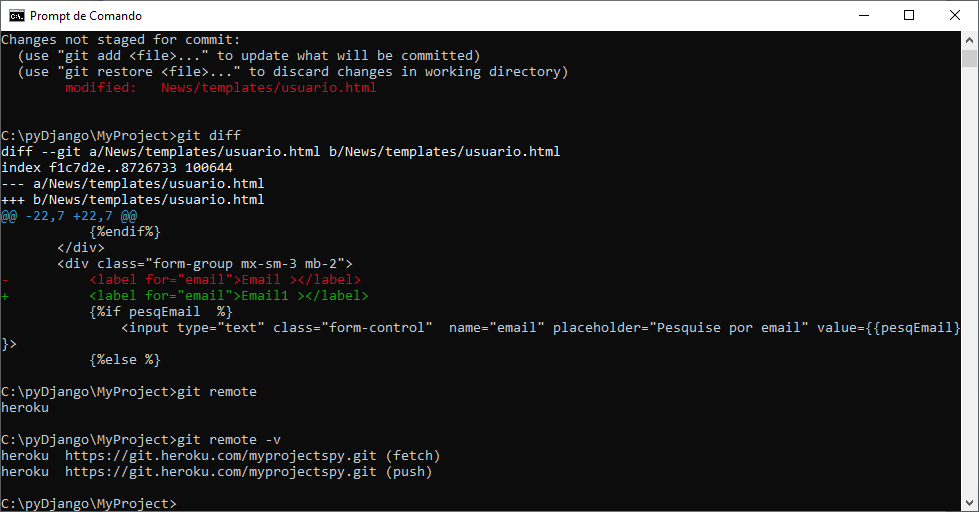 Prompt de Comando
Changes not staged for commit:
  (use "git add <file>..." to update what will be committed)
  (use "git restore <file>..." to discard changes in working directory)
        modified:   News/templates/usuario.html
C:\pyDjango\MyProject>git diff
diff --git a/News/templates/usuario.html b/News/templates/usuario.html
index f1c7d2e..8726733 100644
--- a/News/templates/usuario.html
+++ b/News/templates/usuario.html
@@ -22,7 +22,7 @@
           {%endif%}
       </div>
       <div class="form-group mx-sm-3 mb-2">
-          <label for="email">Email ></label>
+          <label for="email">Email1 ></label>
           {%if pesqEmail  %}
               <input type="text" class="form-control"  name="email" placeholder="Pesquise por email" value={{pesqEmail}
}>
           {%else %}
C:\pyDjango\MyProject>git remote
heroku
C:\pyDjango\MyProject>git remote -v
heroku  https://git.heroku.com/myprojectspy.git (fetch)
heroku  https://git.heroku.com/myprojectspy.git (push)
C:\pyDjango\MyProject>